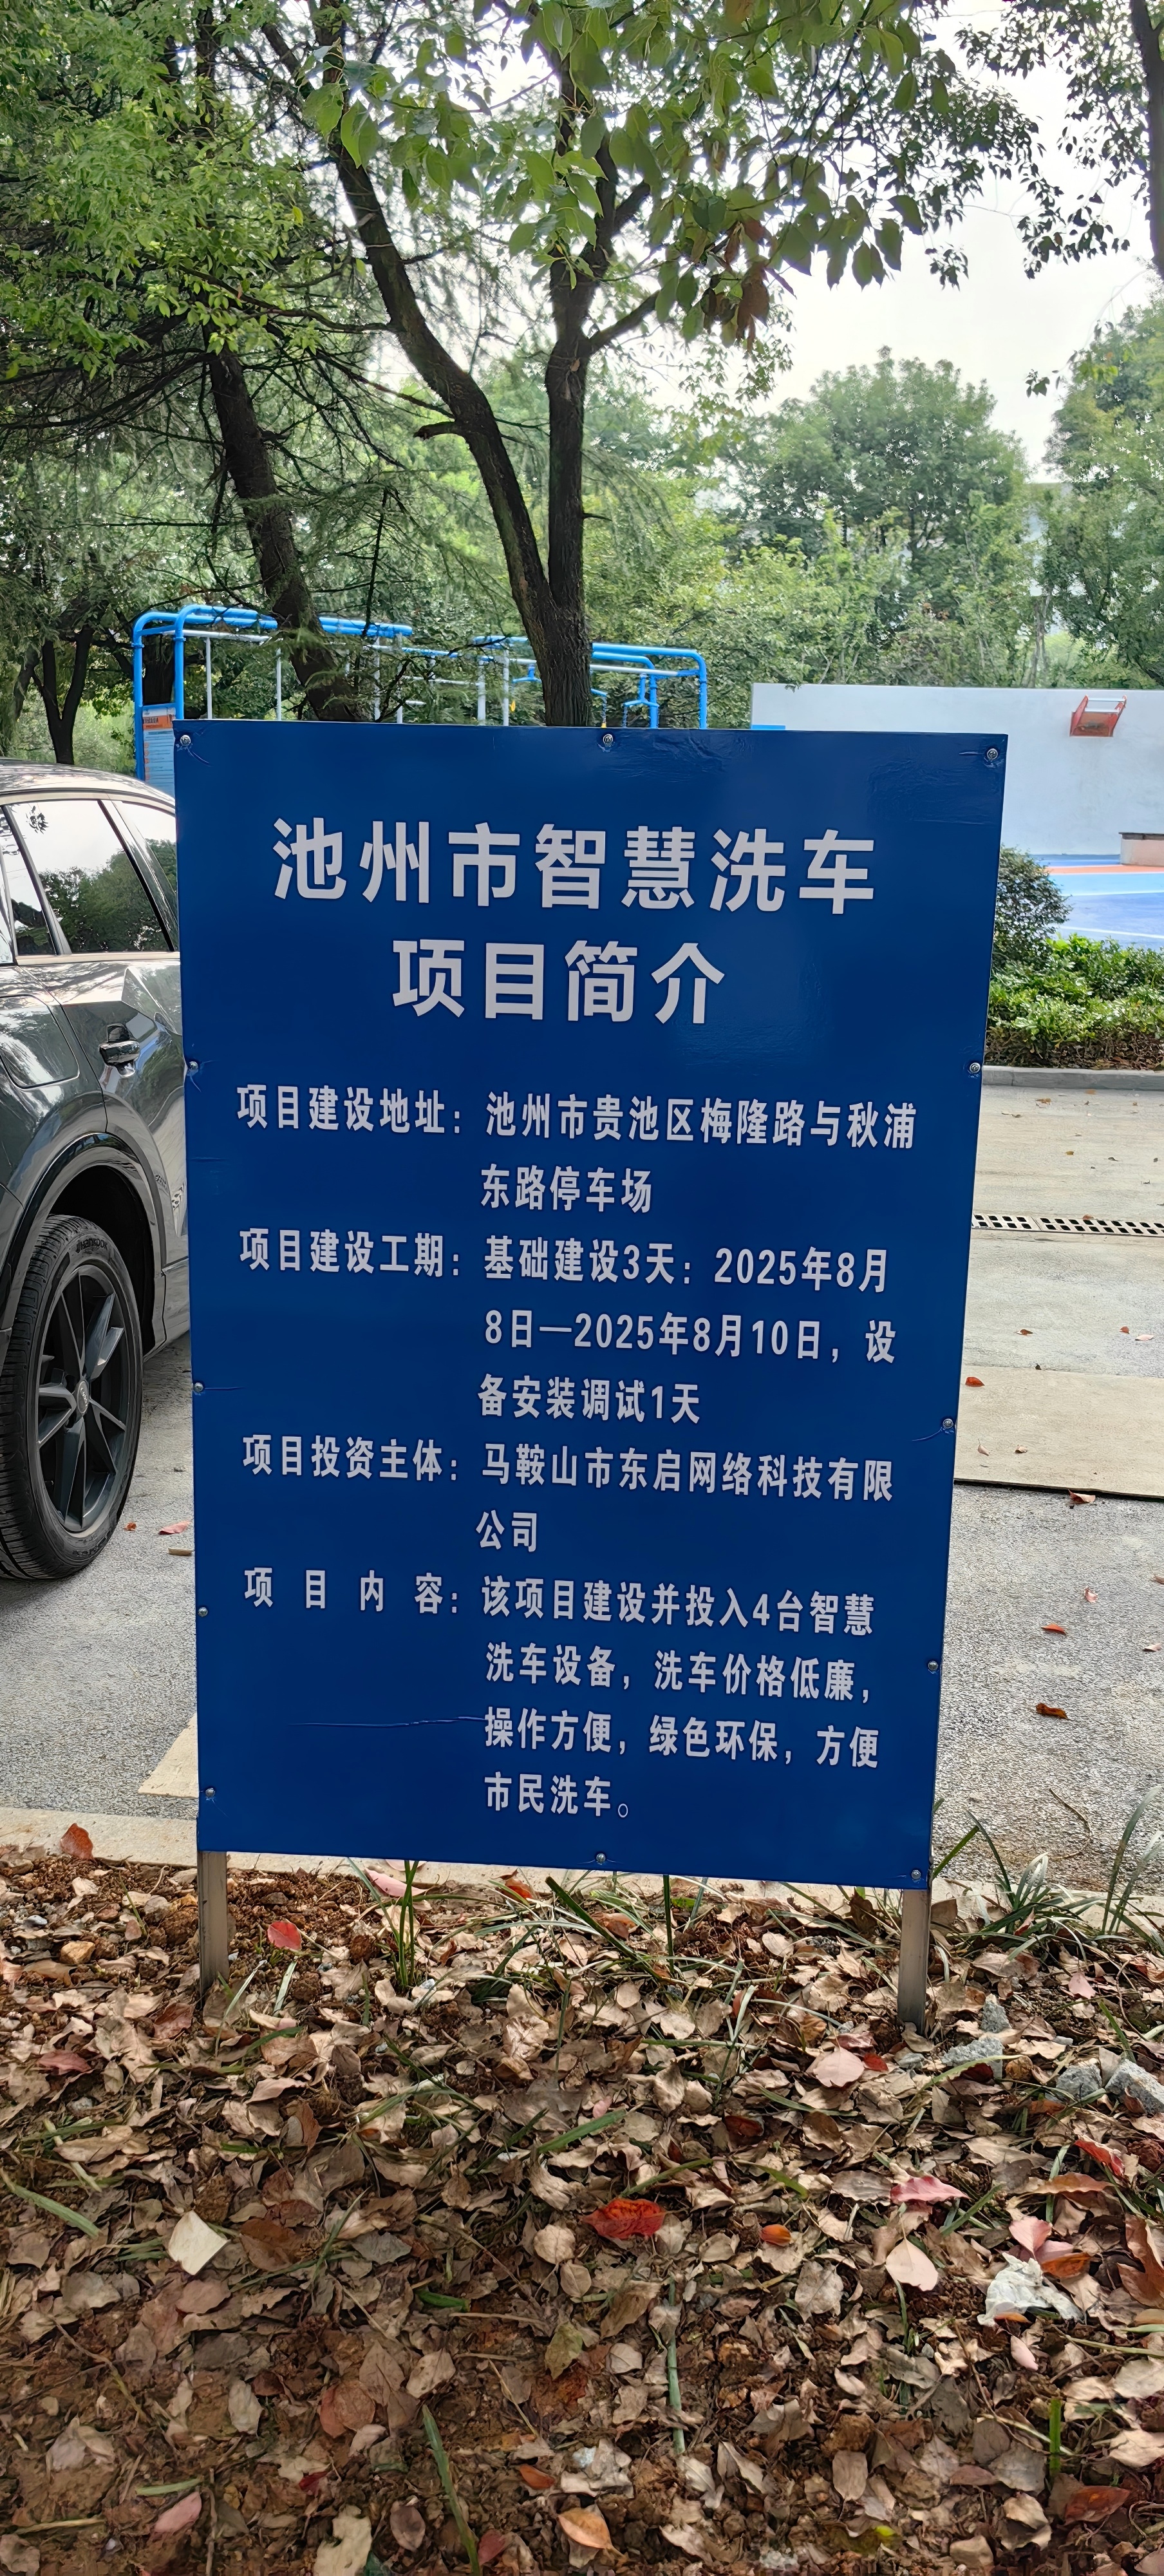 池州市智慧洗车
项目简介
项目建设地址：池州市贵池区梅隆路与秋浦
东路停车场
项目建设工期：基础建设3天：2025年8月
8日—2025年8月10日，设
备安装调试1天
项目投资主体：马鞍山市东启网络科技有限
公司
项目内容：该项目建设并投入4台智慧
洗车设备，洗车价格低廉，
操作方便，绿色环保，方便
市民洗车。